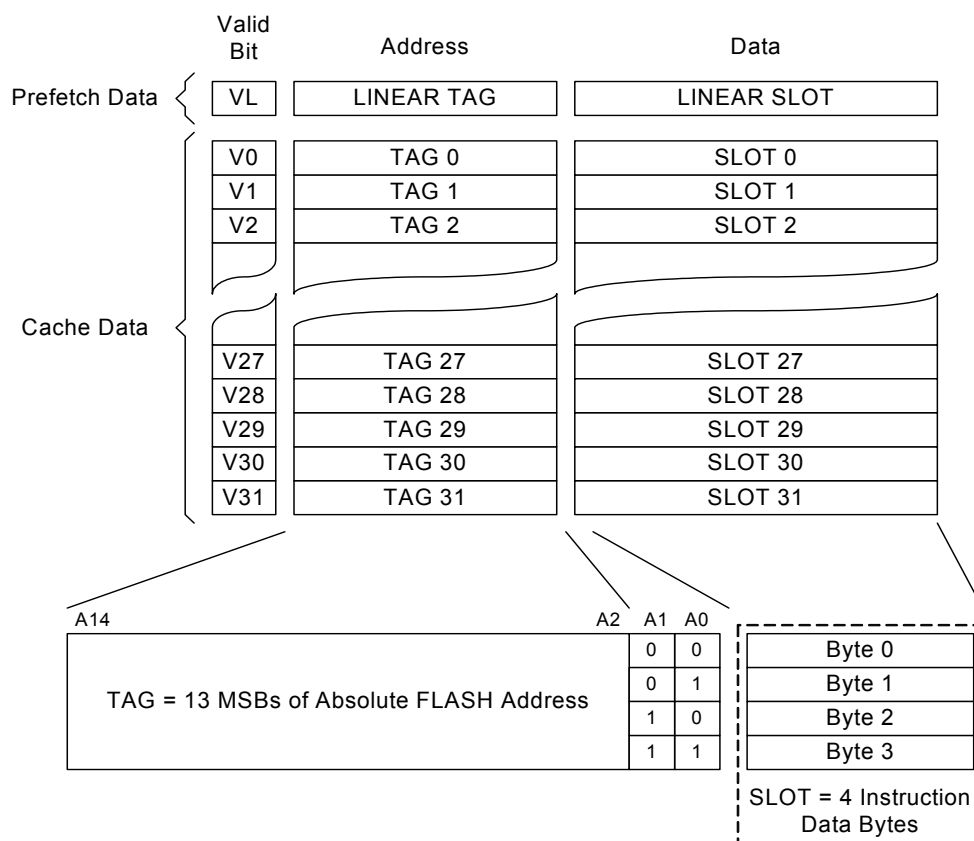 Valid
Bit
Address
Data
Prefetch Data
VL
LINEAR TAG
LINEAR SLOT
Cache Data
V0
TAG 0
SLOT 0
V1
TAG 1
SLOT 1
V2
TAG 2
SLOT 2
V27
TAG 27
SLOT 27
V28
TAG 28
SLOT 28
V29
TAG 29
SLOT 29
V30
TAG 30
SLOT 30
V31
TAG 31
SLOT 31
A14
A2
A1
A0
TAG = 13 MSBs of Absolute FLASH Address
0
0
Byte 0
0
1
Byte 1
1
0
Byte 2
1
1
Byte 3
SLOT = 4 Instruction
Data Bytes